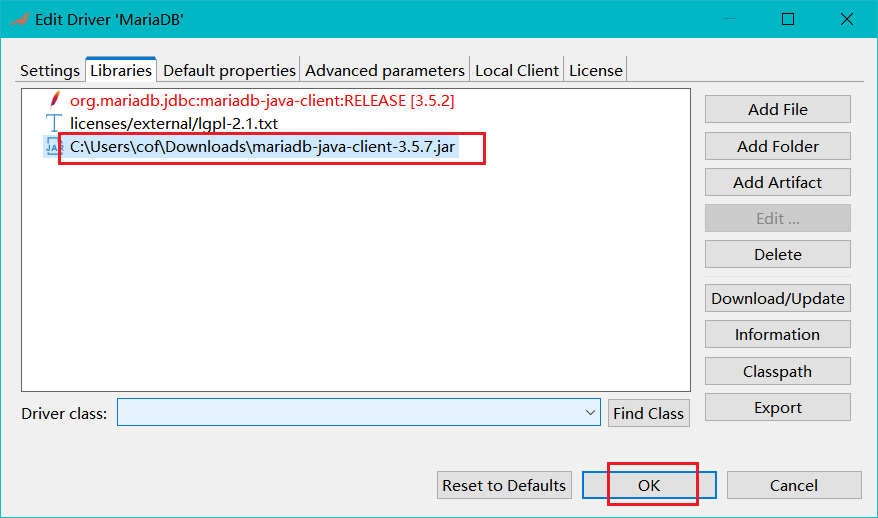 Edit Driver 'MariaDB'
Settings Libraries Default properties Advanced parameters Local Client License
org.mariadb.jdbc:mariadb-java-client:RELEASE [3.5.2]
T licenses/external/lgpl-2.1.txt
JAR C:\Users\cof\Downloads\mariadb-java-client-3.5.7.jar
Add File
Add Folder
Add Artifact
Edit ...
Delete
Download/Update
Information
Classpath
Export
Driver class:
Find Class
Reset to Defaults
OK
Cancel